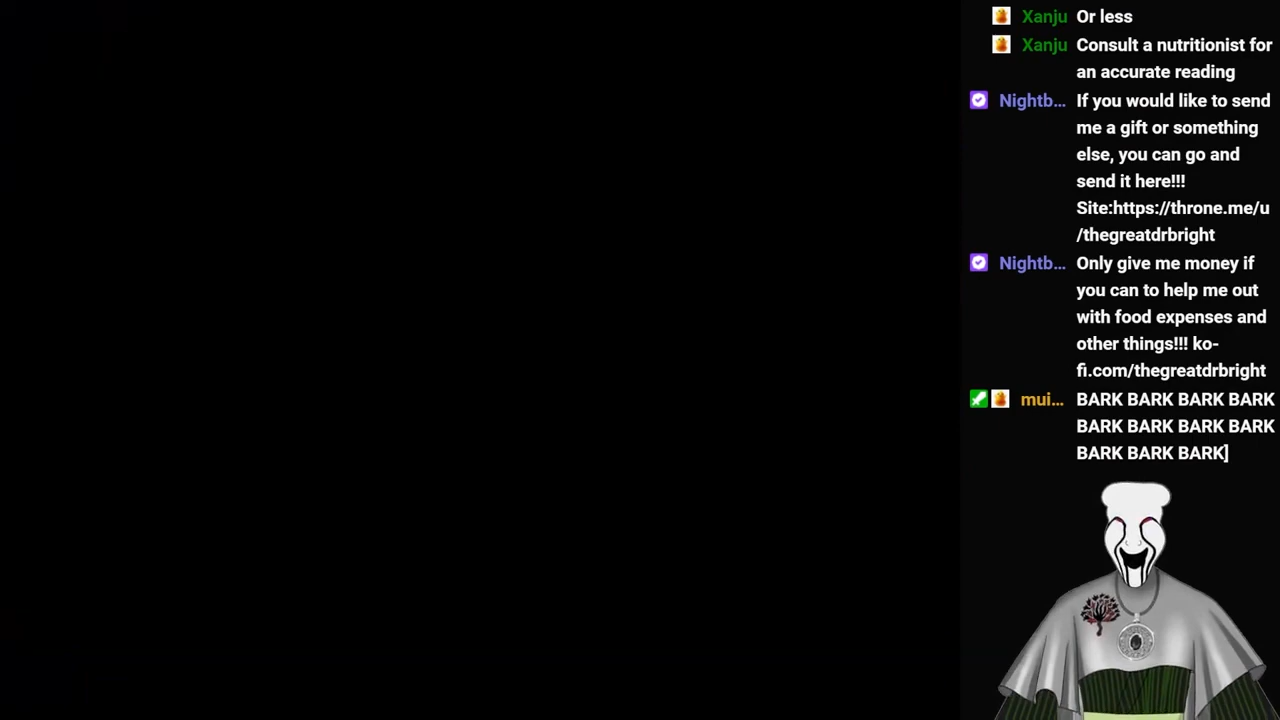 Xanju Or less
Xanju Consult a nutritionist for
an accurate reading
Nightb... If you would like to send
me a gift or something
else, you can go and
send it here!!!
Site:https://throne.me/u
/thegreatdrbright
Nightb... Only give me money if
you can to help me out
with food expenses and
other things!!! ko-
fi.com/thegreatdrbright
mui... BARK BARK BARK BARK
BARK BARK BARK BARK
BARK BARK BARK]